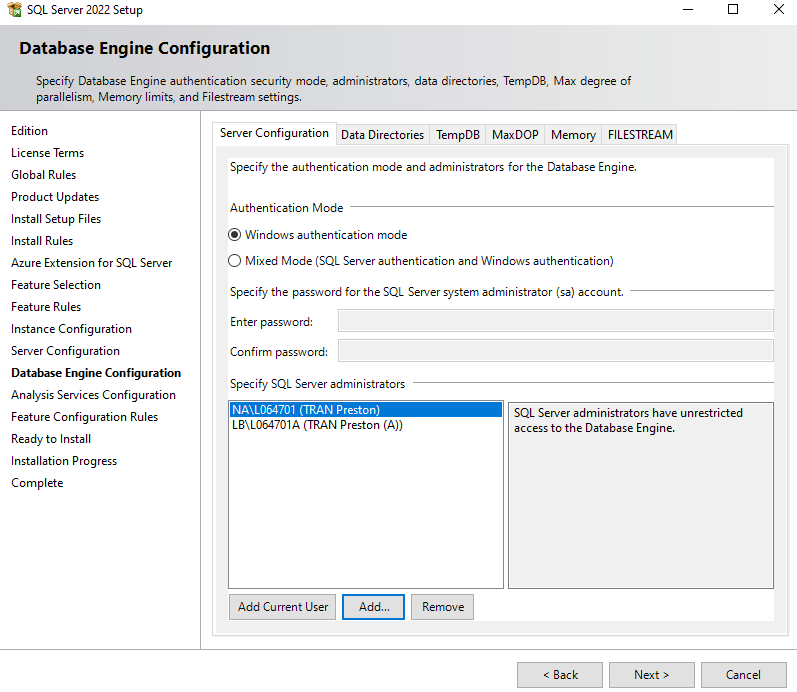 SQL Server 2022 Setup
Database Engine Configuration
Specify Database Engine authentication security mode, administrators, data directories, TempDB, Max degree of
parallelism, Memory limits, and Filestream settings.
Edition
License Terms
Global Rules
Product Updates
Install Setup Files
Install Rules
Azure Extension for SQL Server
Feature Selection
Feature Rules
Instance Configuration
Server Configuration
Database Engine Configuration
Analysis Services Configuration
Feature Configuration Rules
Ready to Install
Installation Progress
Complete
Server Configuration Data Directories TempDB MaxDOP Memory FILESTREAM
Specify the authentication mode and administrators for the Database Engine.
Authentication Mode
Windows authentication mode
Mixed Mode (SQL Server authentication and Windows authentication)
Specify the password for the SQL Server system administrator (sa) account.
Enter password:
Confirm password:
Specify SQL Server administrators
NA\L064701 (TRAN Preston)
LB\L064701A (TRAN Preston (A))
SQL Server administrators have unrestricted
access to the Database Engine.
Add Current User Add... Remove
< Back Next > Cancel